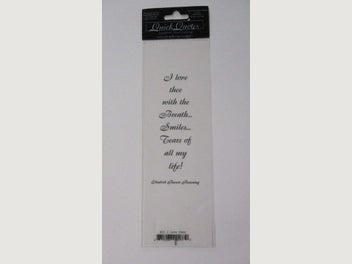 Quick Quotes
I love
thee
with the
Breath...
Smiles...
Tears of
all my
life!
Elizabeth Barrett Browning